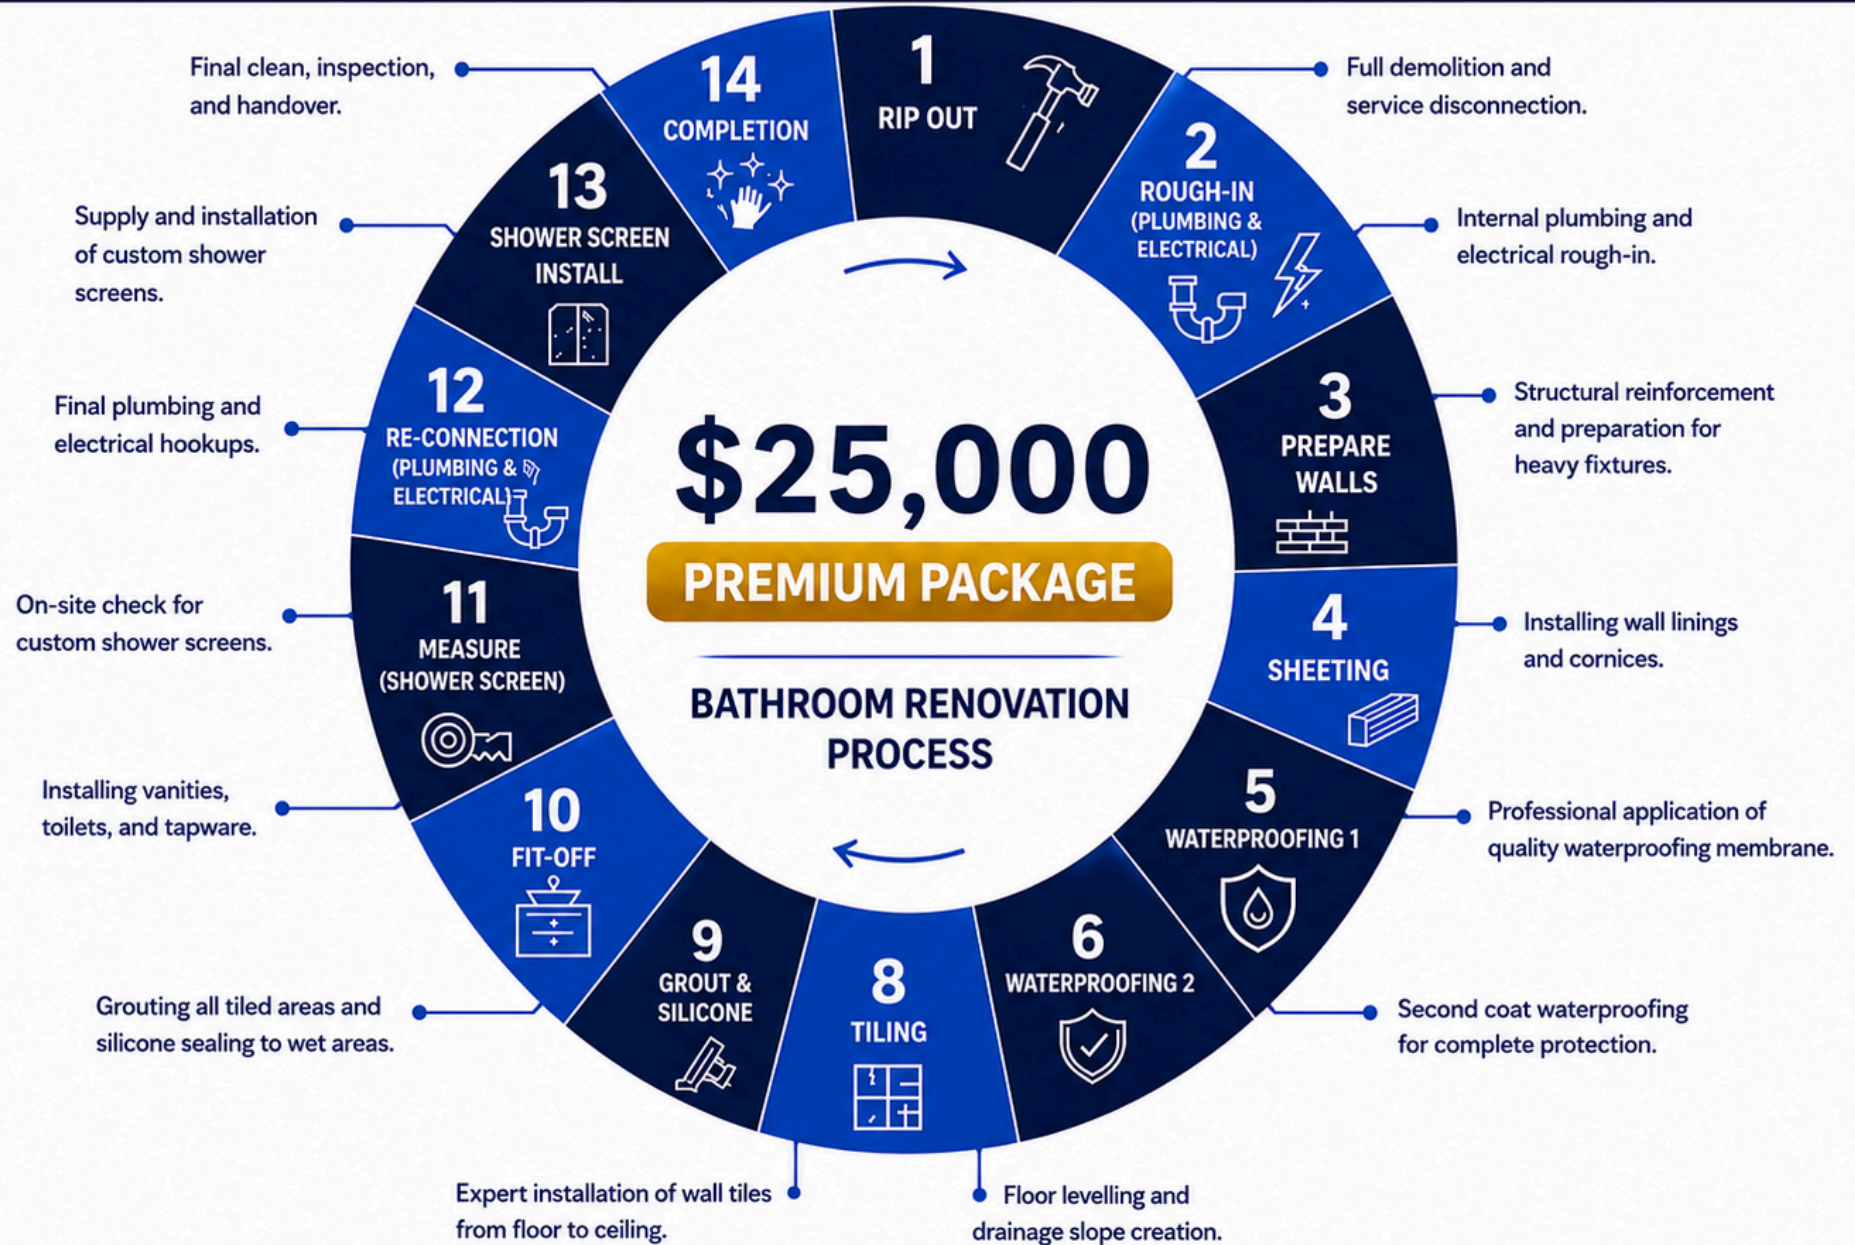 $25,000
PREMIUM PACKAGE
BATHROOM RENOVATION
PROCESS
1
RIP OUT
Full demolition and
service disconnection.
2
ROUGH-IN
(PLUMBING &
ELECTRICAL)
Internal plumbing and
electrical rough-in.
3
PREPARE
WALLS
Structural reinforcement
and preparation for
heavy fixtures.
4
SHEETING
Installing wall linings
and cornices.
5
WATERPROOFING 1
Professional application of
quality waterproofing membrane.
6
WATERPROOFING 2
Second coat waterproofing
for complete protection.
Floor levelling and
drainage slope creation.
8
TILING
Expert installation of wall tiles
from floor to ceiling.
9
GROUT &
SILICONE
Grouting all tiled areas and
silicone sealing to wet areas.
10
FIT-OFF
Installing vanities,
toilets, and tapware.
11
MEASURE
(SHOWER SCREEN)
On-site check for
custom shower screens.
12
RE-CONNECTION
(PLUMBING &
ELECTRICAL)
Final plumbing and
electrical hookups.
13
SHOWER SCREEN
INSTALL
Supply and installation
of custom shower
screens.
14
COMPLETION
Final clean, inspection,
and handover.